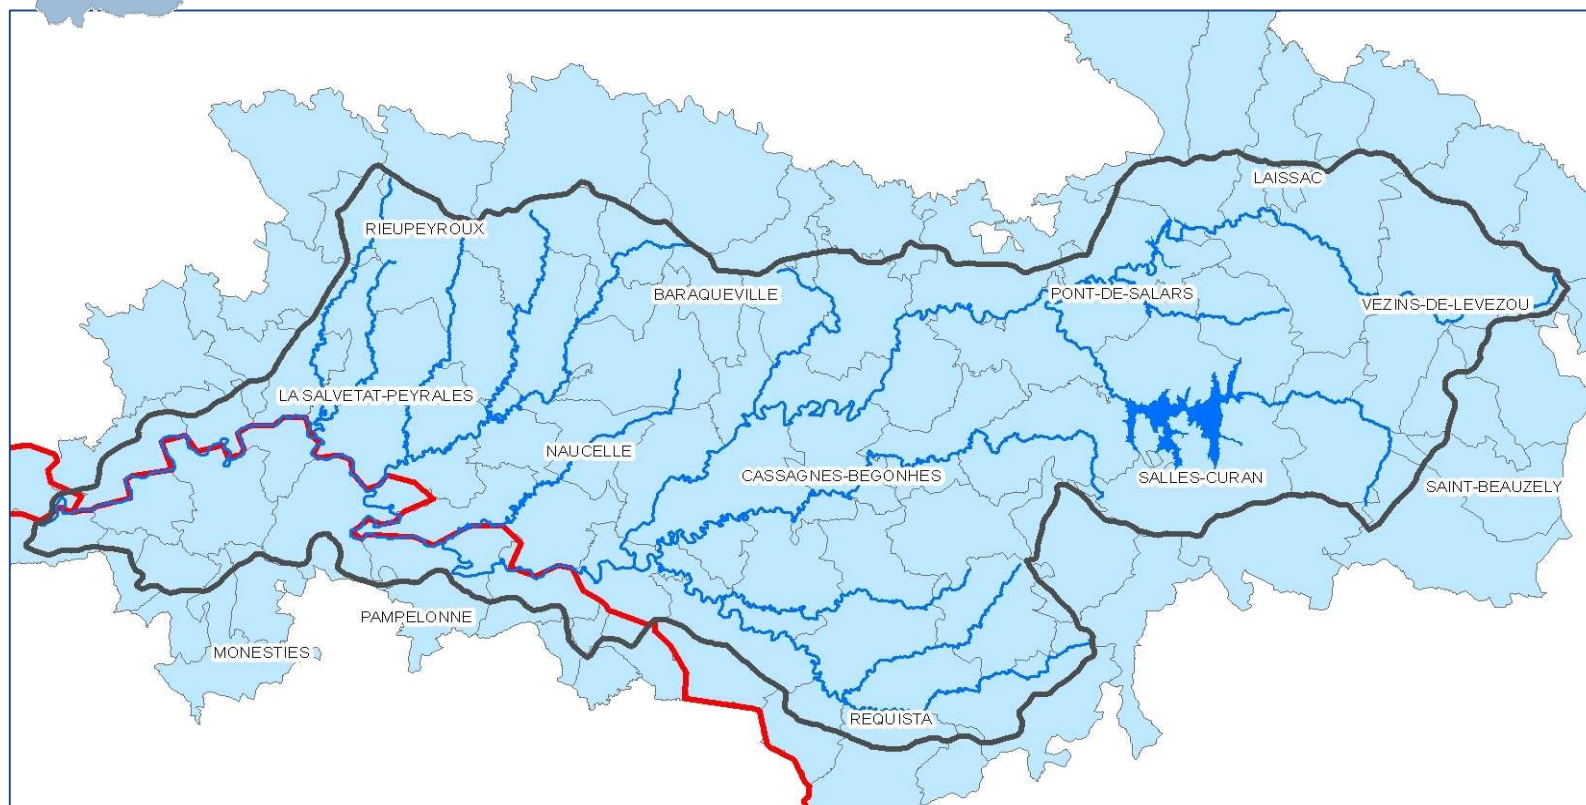 LAISSAC
RIEUPEYROUX
BARAQUEVILLE
PONT-DE-SALARS
VEZINS-DE-LEVEZOU
LA SALVETAT-PEYRALES
NAUCELLE
CASSAGNES-BEGONHES
SALLES-CURAN
SAINT-BEAUZELY
PAMPELONNE
MONESTIES
REQUISTA